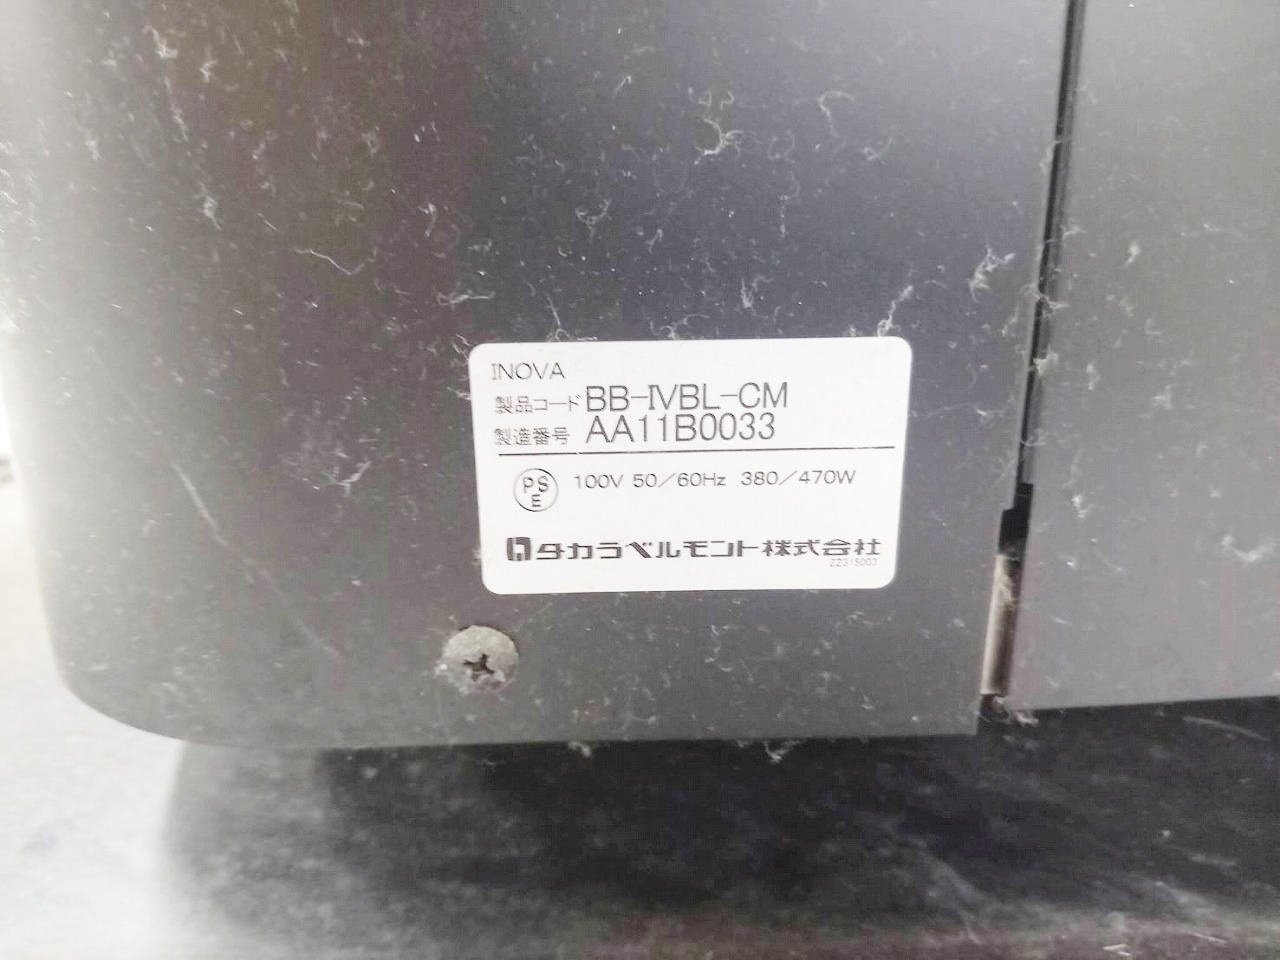 INOVA
製品コード BB-IVBL-CM
製造番号 AA11B0033
PSE 100V 50/60Hz 380/470W
タカラベルモント株式会社
ZZ315003